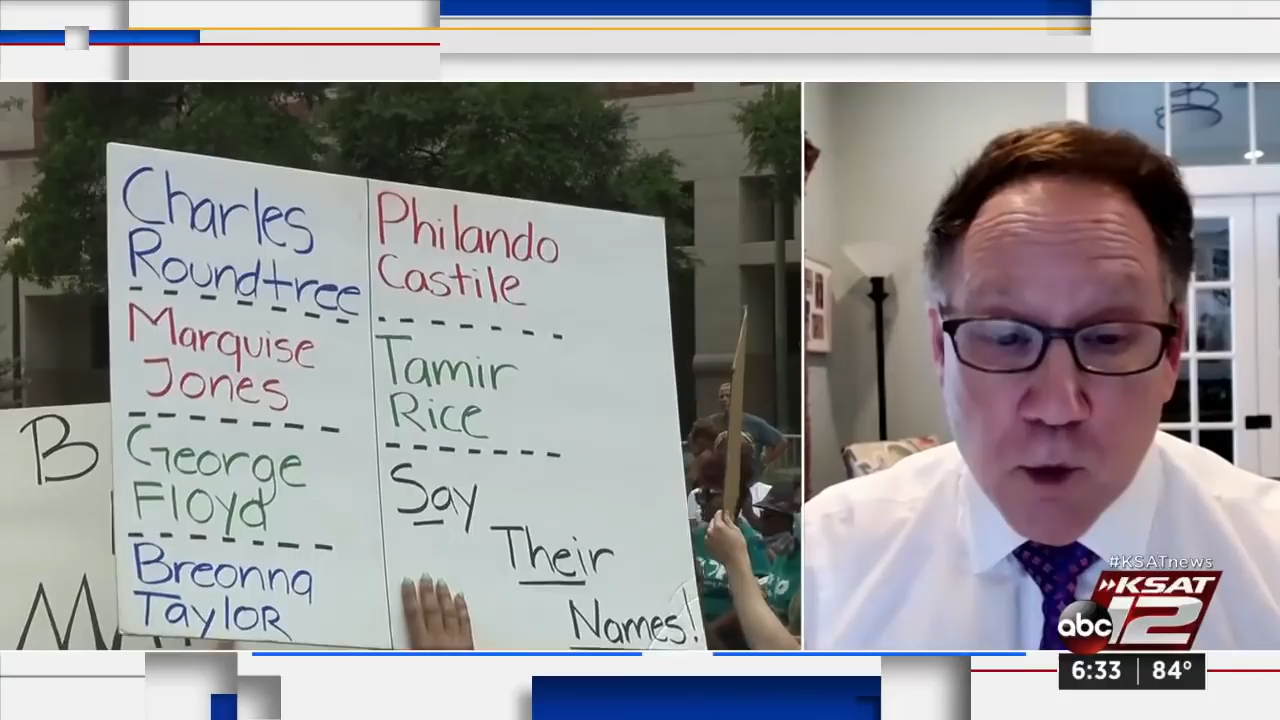 Charles
Roundtree
Marquise
Jones
George
Floyd
Breonna
Taylor
Philando
Castile
Tamir
Rice
Say
Their
Names!
B
M
#KSATnews
KSAT
abc 12
6:33 84°